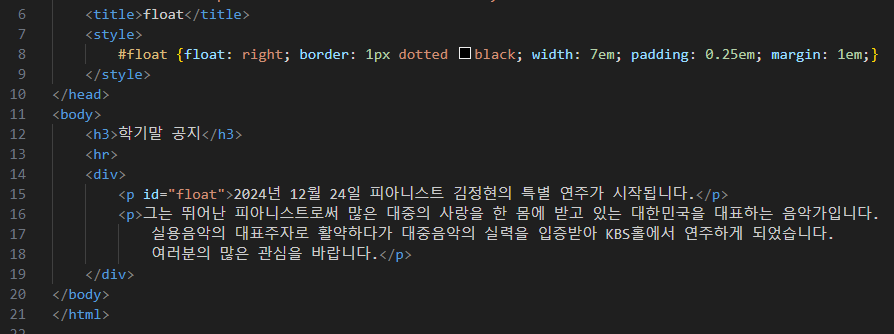 6 <title>float</title>
7 <style>
8 #float {float: right; border: 1px dotted black; width: 7em; padding: 0.25em; margin: 1em;}
9 </style>
10 </head>
11 <body>
12 <h3>학기말 공지</h3>
13 <hr>
14 <div>
15 <p id="float">2024년 12월 24일 피아니스트 김정현의 특별 연주가 시작됩니다.</p>
16 <p>그는 뛰어난 피아니스트로써 많은 대중의 사랑을 한 몸에 받고 있는 대한민국을 대표하는 음악가입니다.
17 실용음악의 대표주자로 활약하다가 대중음악의 실력을 입증받아 KBS홀에서 연주하게 되었습니다.
18 여러분의 많은 관심을 바랍니다.</p>
19 </div>
20 </body>
21 </html>